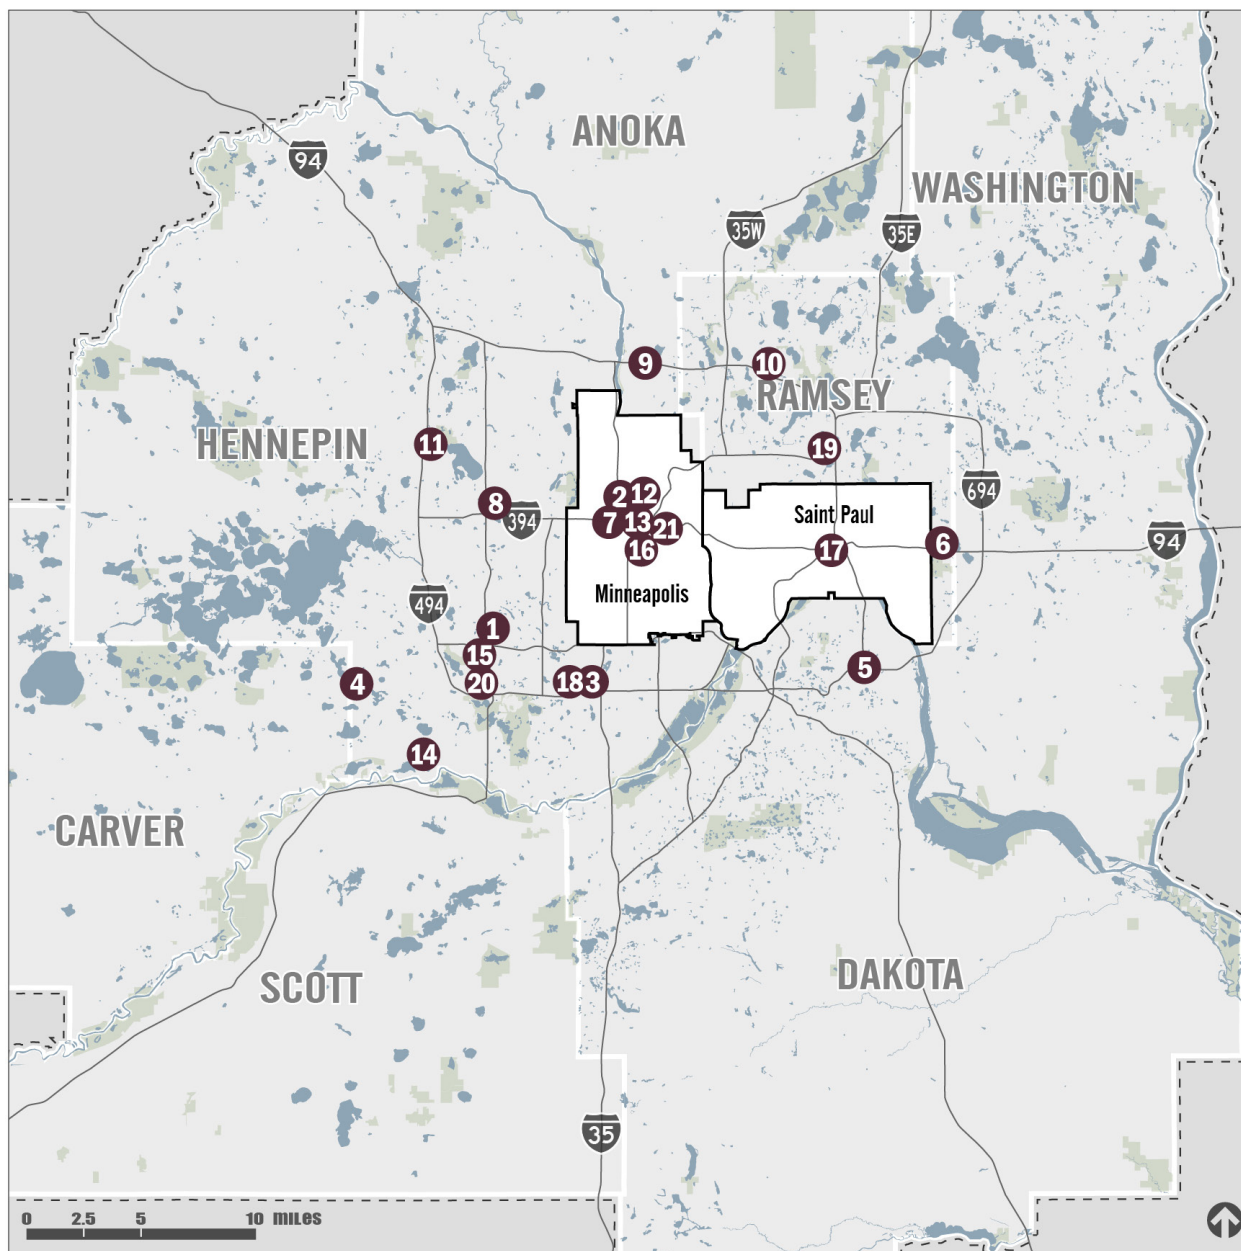 ANOKA
94
WASHINGTON
35W
35E
9
10
RAMSEY
HENNEPIN
11
19
694
8
394
2
12
7
13
21
16
Saint Paul
17
6
94
Minneapolis
494
1
15
20
18
3
5
4
14
CARVER
SCOTT
DAKOTA
35
0 2.5 5 10 MILES